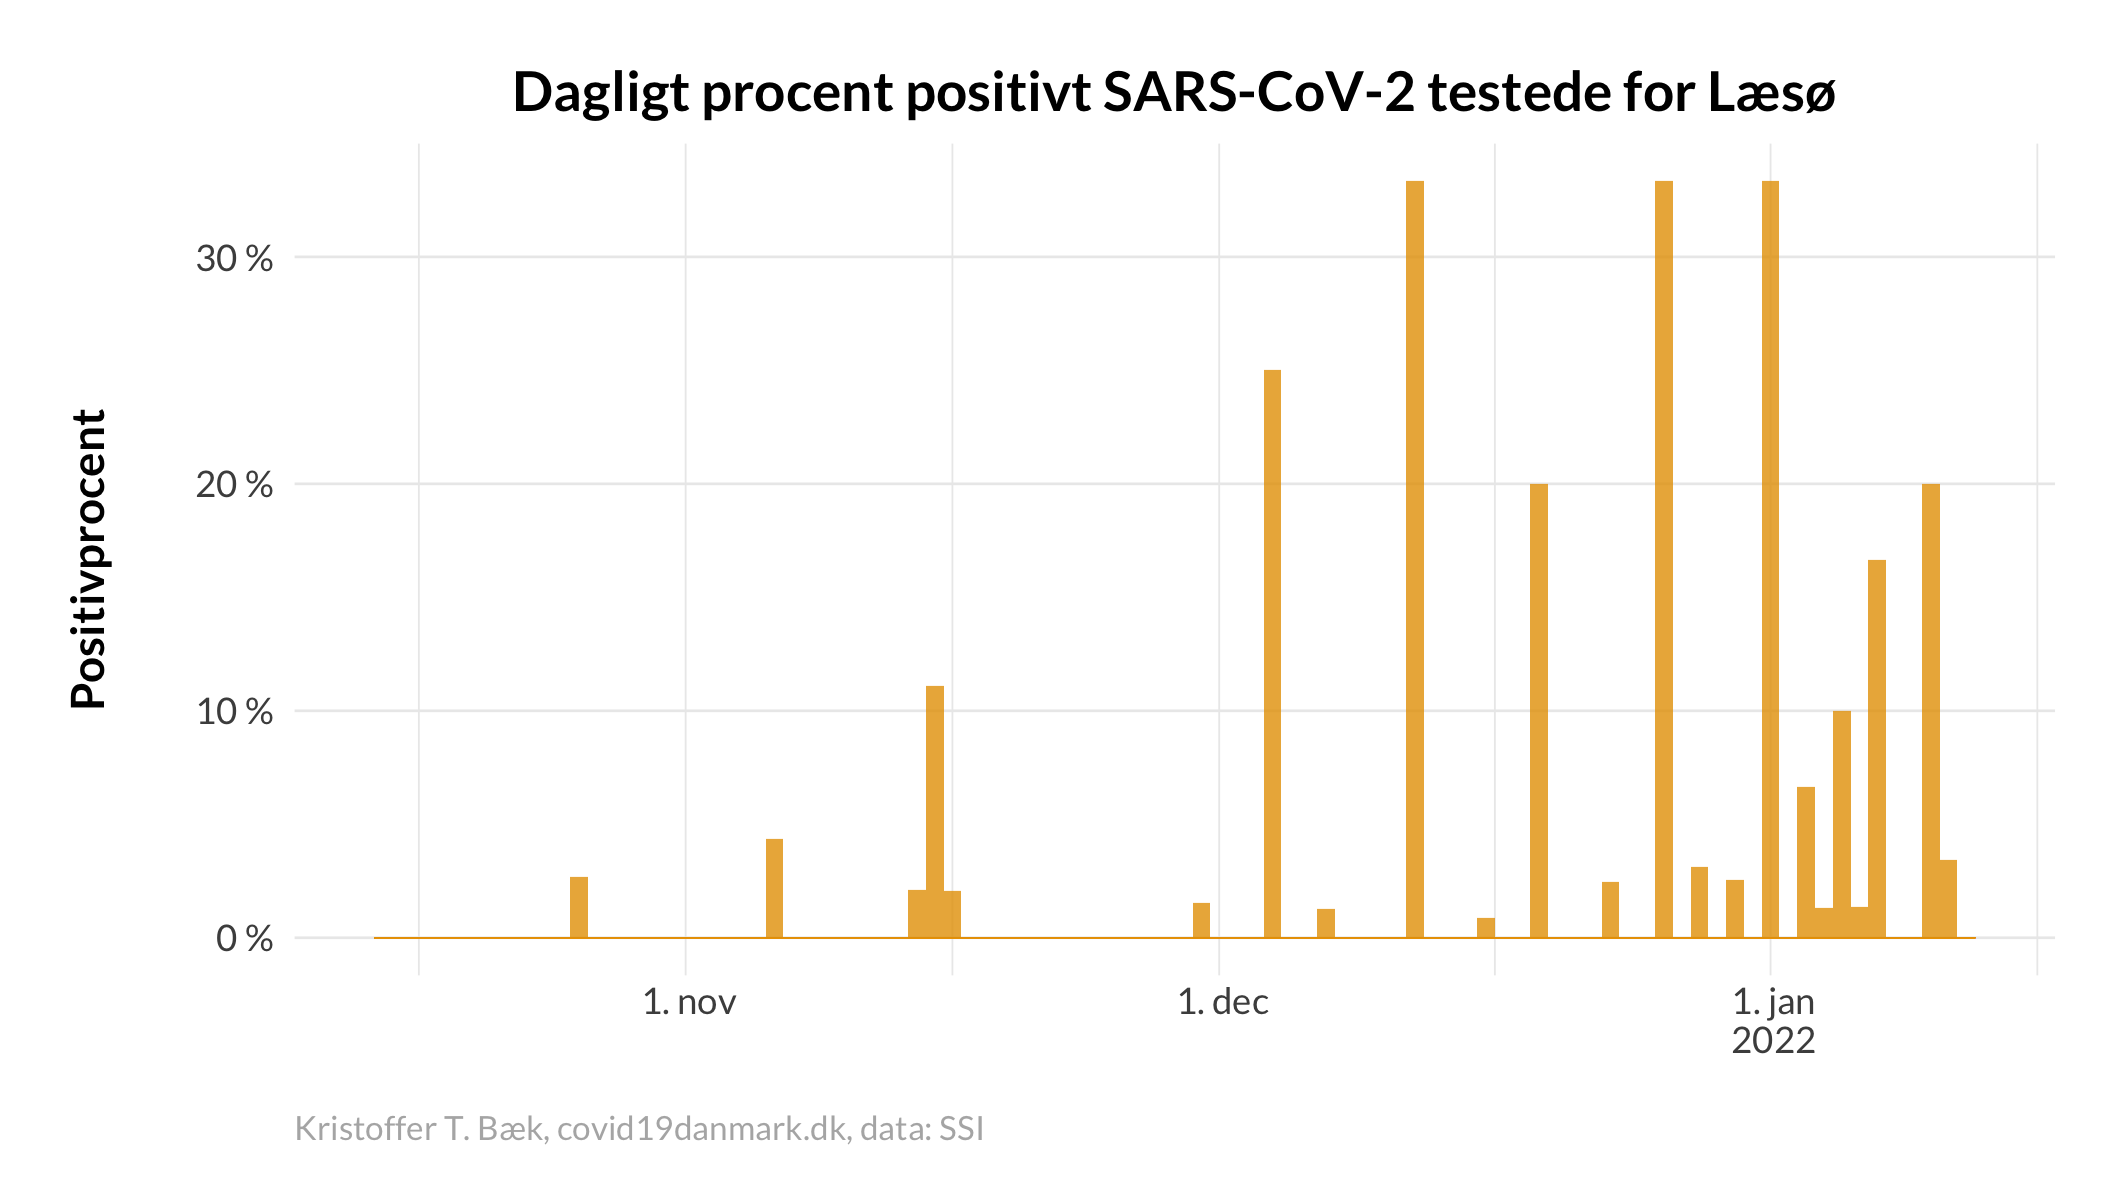 Dagligt procent positivt SARS-CoV-2 testede for Læsø
Positivprocent
30 %
20 %
10 %
0 %
1. nov
1. dec
1. jan
2022
Kristoffer T. Bæk, covid19danmark.dk, data: SSI